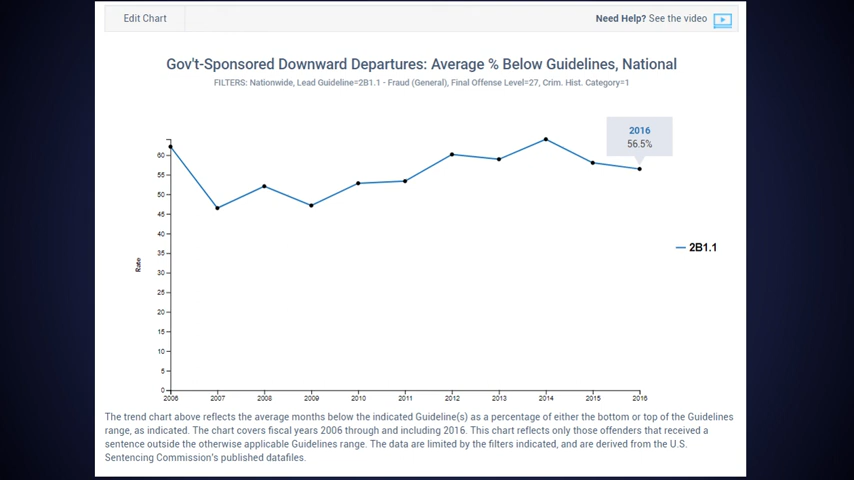 Edit Chart
Need Help? See the video
Gov't-Sponsored Downward Departures: Average % Below Guidelines, National
FILTERS: Nationwide, Lead Guideline=2B1.1 - Fraud (General), Final Offense Level=27, Crim. Hist. Category=1
2016
56.5%
60
55
50
45
40
35
30
25
20
15
10
5
0
Rate
2B1.1
2006 2007 2008 2009 2010 2011 2012 2013 2014 2015 2016
The trend chart above reflects the average months below the indicated Guideline(s) as a percentage of either the bottom or top of the Guidelines
range, as indicated. The chart covers fiscal years 2006 through and including 2016. This chart reflects only those offenders that received a
sentence outside the otherwise applicable Guidelines range. The data are limited by the filters indicated, and are derived from the U.S.
Sentencing Commission's published datafiles.